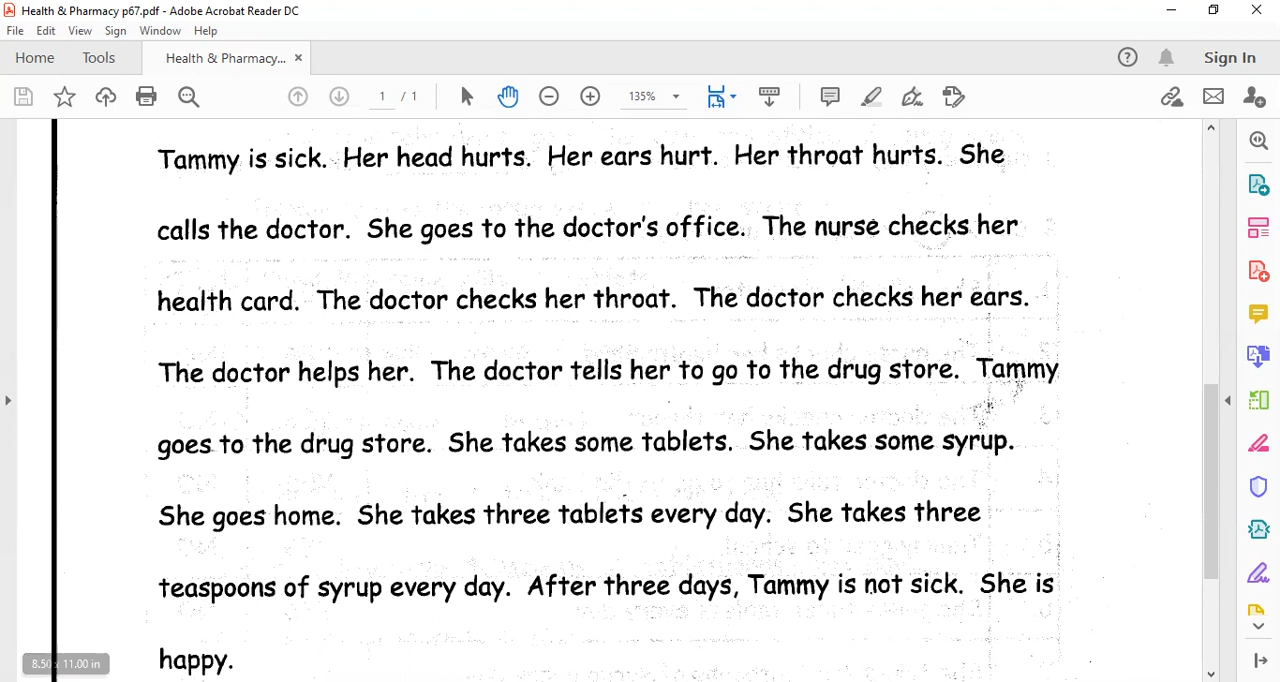 Health & Pharmacy p67.pdf - Adobe Acrobat Reader DC
File Edit View Sign Window Help
Home Tools Health & Pharmacy... × Sign In
1 / 1 135%
Tammy is sick. Her head hurts. Her ears hurt. Her throat hurts. She
calls the doctor. She goes to the doctor's office. The nurse checks her
health card. The doctor checks her throat. The doctor checks her ears.
The doctor helps her. The doctor tells her to go to the drug store. Tammy
goes to the drug store. She takes some tablets. She takes some syrup.
She goes home. She takes three tablets every day. She takes three
teaspoons of syrup every day. After three days, Tammy is not sick. She is
happy.
8.50 x 11.00 in